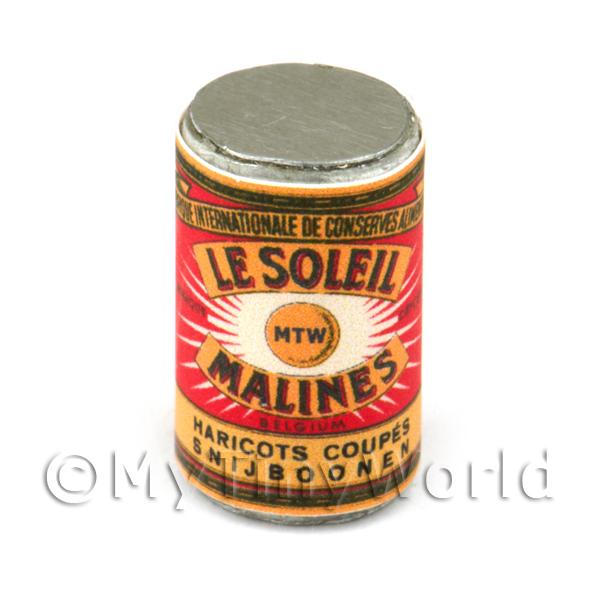 INTERNATIONALE DE CONSERVES
LE SOLEIL
MTW
MALINES
BELGIUM
HARICOTS COUPÉS
SNIJBOONEN
©MyTinyWorld